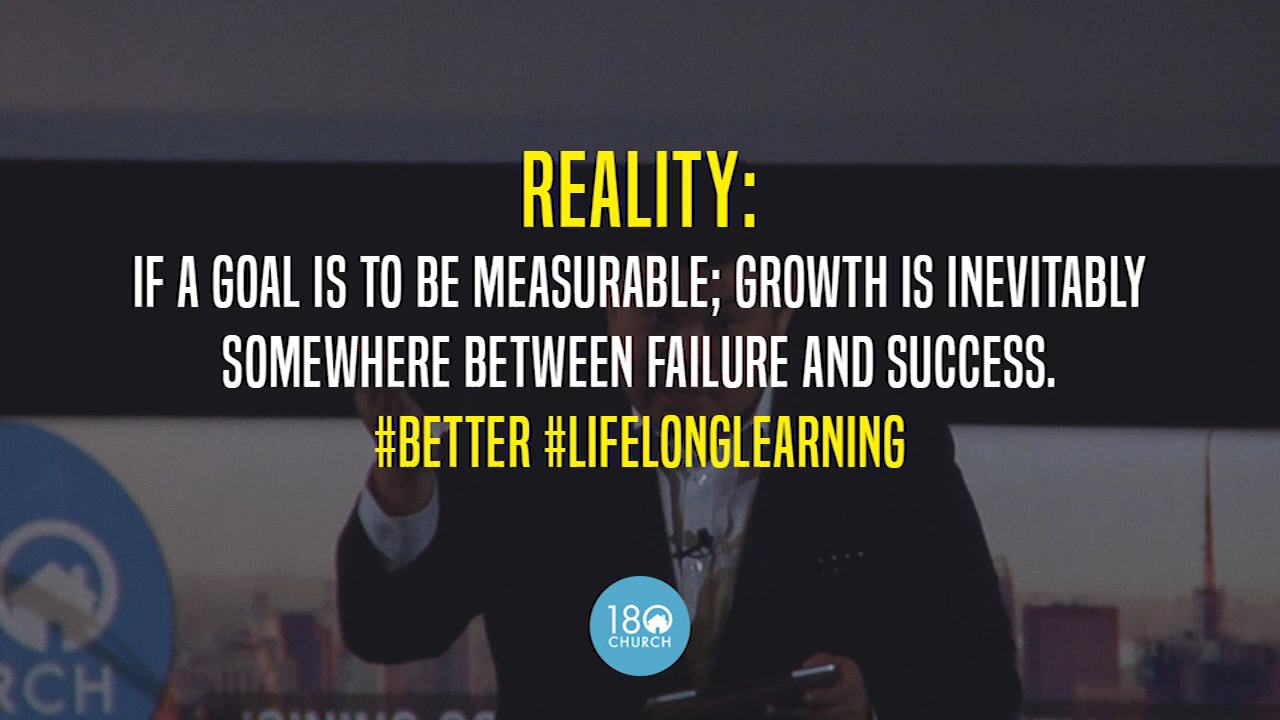 REALITY:
IF A GOAL IS TO BE MEASURABLE; GROWTH IS INEVITABLY
SOMEWHERE BETWEEN FAILURE AND SUCCESS.
#BETTER #LIFELONGLEARNING
180
CHURCH
RCH